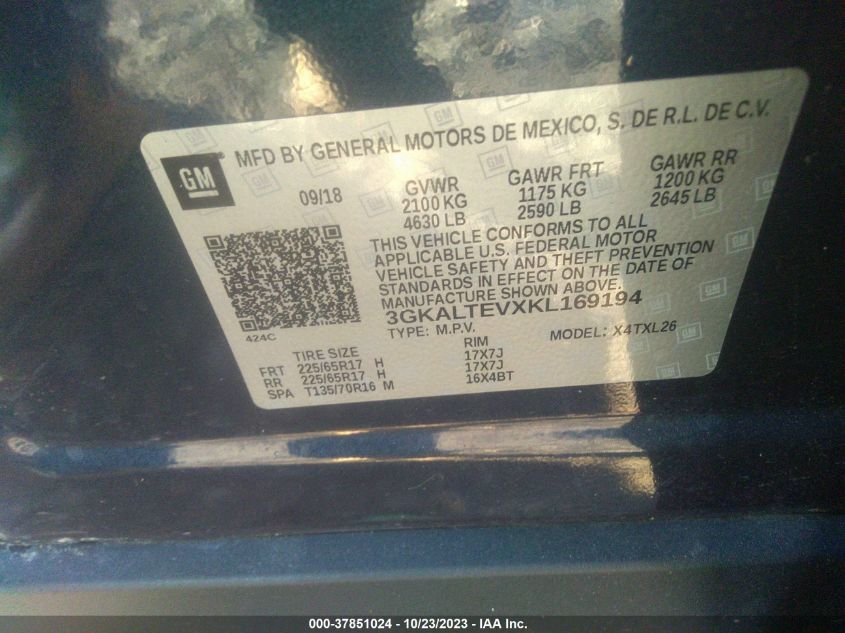 GM MFD BY GENERAL MOTORS DE MEXICO, S. DE R.L. DE C.V.
09/18 GVWR GAWR FRT GAWR RR
2100 KG 1175 KG 1200 KG
4630 LB 2590 LB 2645 LB
THIS VEHICLE CONFORMS TO ALL
APPLICABLE U.S. FEDERAL MOTOR
VEHICLE SAFETY AND THEFT PREVENTION
STANDARDS IN EFFECT ON THE DATE OF
MANUFACTURE SHOWN ABOVE.
3GKALTEVXKL169194
424C TYPE: M.P.V. MODEL: X4TXL26
TIRE SIZE RIM
FRT 225/65R17 H 17X7J
RR 225/65R17 H 17X7J
SPA T135/70R16 M 16X4BT
000-37851024 - 10/23/2023 - IAA Inc.